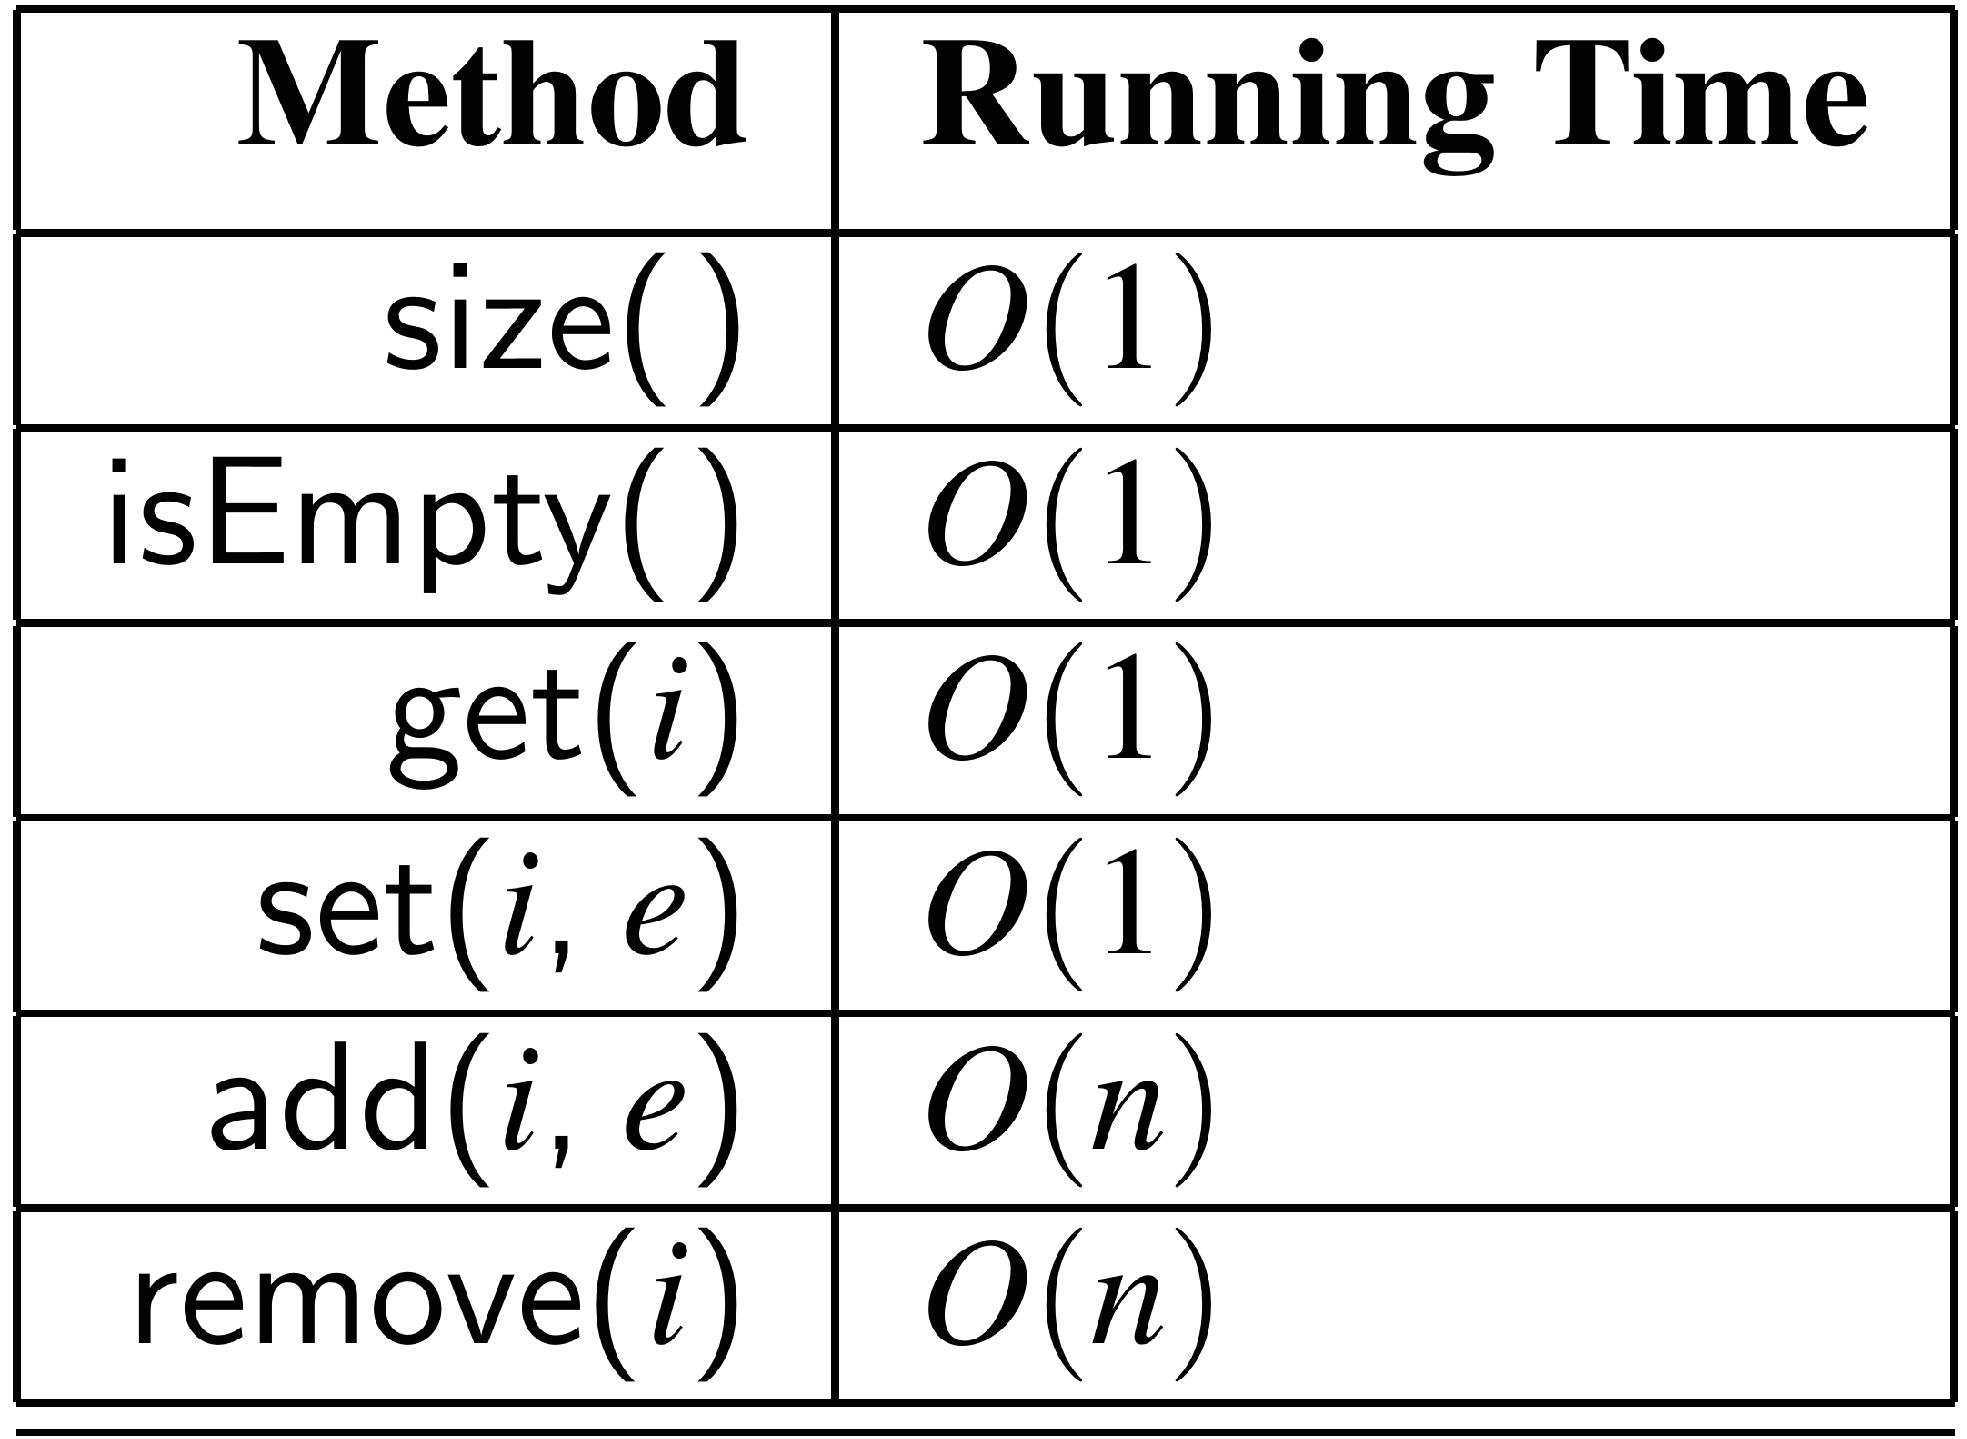 Method Running Time
size( ) O(1)
isEmpty( ) O(1)
get(i) O(1)
set(i, e) O(1)
add(i, e) O(n)
remove(i) O(n)